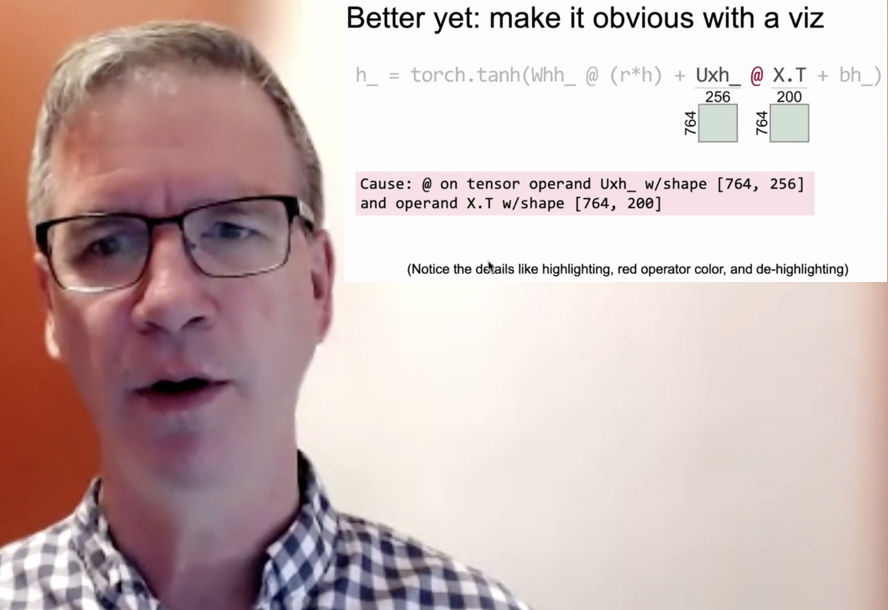 Better yet: make it obvious with a viz
h_ = torch.tanh(Whh_ @ (r*h) + Uxh_ @ X.T + bh_)
256 200
764 764
Cause: @ on tensor operand Uxh_ w/shape [764, 256]
and operand X.T w/shape [764, 200]
(Notice the details like highlighting, red operator color, and de-highlighting)